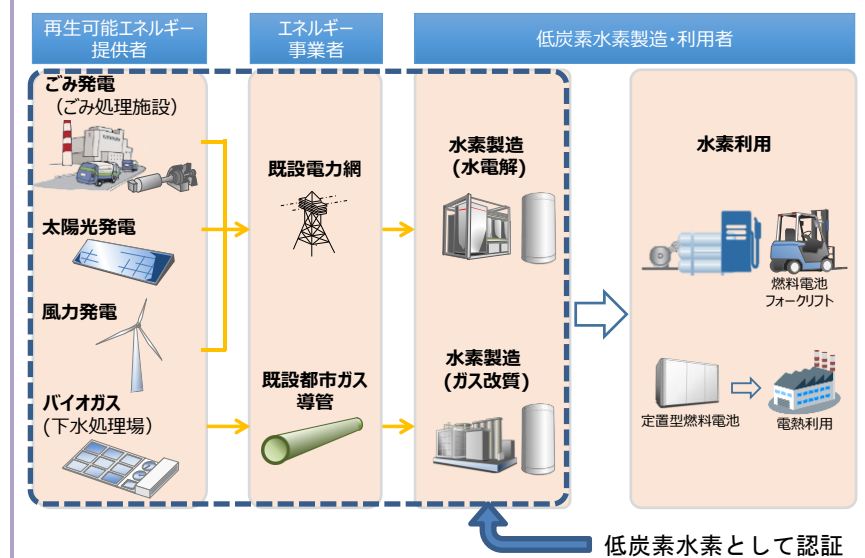 再生可能エネルギー
提供者
エネルギー
事業者
低炭素水素製造・利用者
ごみ発電
（ごみ処理施設）
太陽光発電
風力発電
バイオガス
(下水処理場）
既設電力網
既設都市ガス
導管
水素製造
(水電解)
水素製造
(ガス改質)
水素利用
燃料電池
フォークリフト
定置型燃料電池
電熱利用
低炭素水素として認証